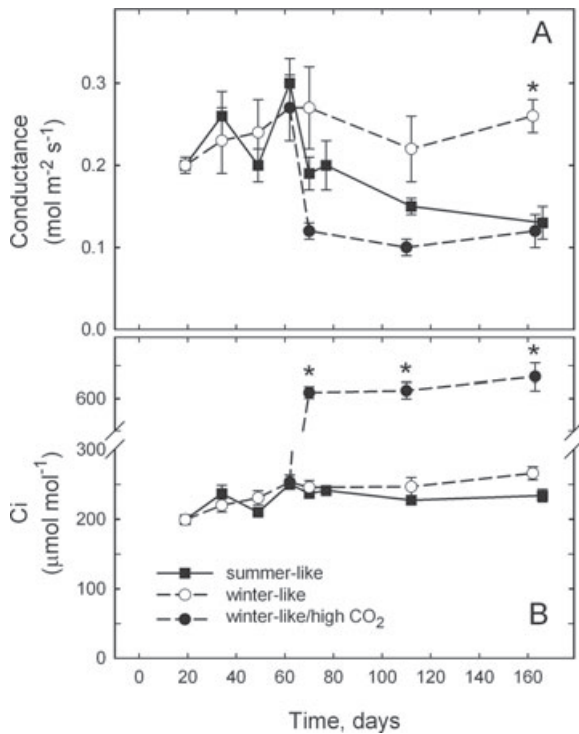 A
*
0.3
0.2
0.1
0.0
Conductance
(mol m⁻² s⁻¹)
* * *
600
300
200
100
0
Ci
(μmol mol⁻¹)
summer-like
winter-like
winter-like/high CO₂
B
0 20 40 60 80 100 120 140 160
Time, days